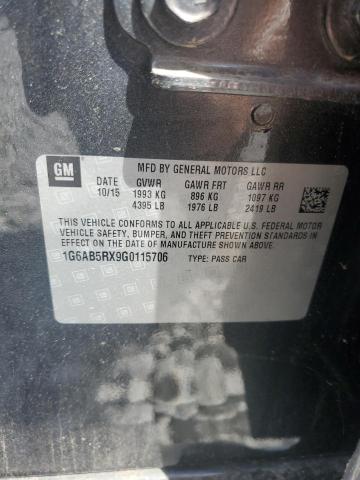 GM
MFD BY GENERAL MOTORS LLC
DATE GVWR GAWR FRT GAWR RR
10/15 1993 KG 896 KG 1097 KG
4395 LB 1976 LB 2419 LB
THIS VEHICLE CONFORMS TO ALL APPLICABLE U.S. FEDERAL MOTOR
VEHICLE SAFETY, BUMPER, AND THEFT PREVENTION STANDARDS
IN EFFECT ON THE DATE OF MANUFACTURE SHOWN ABOVE.
1G6AB5RX9G0115706 TYPE: PASS CAR